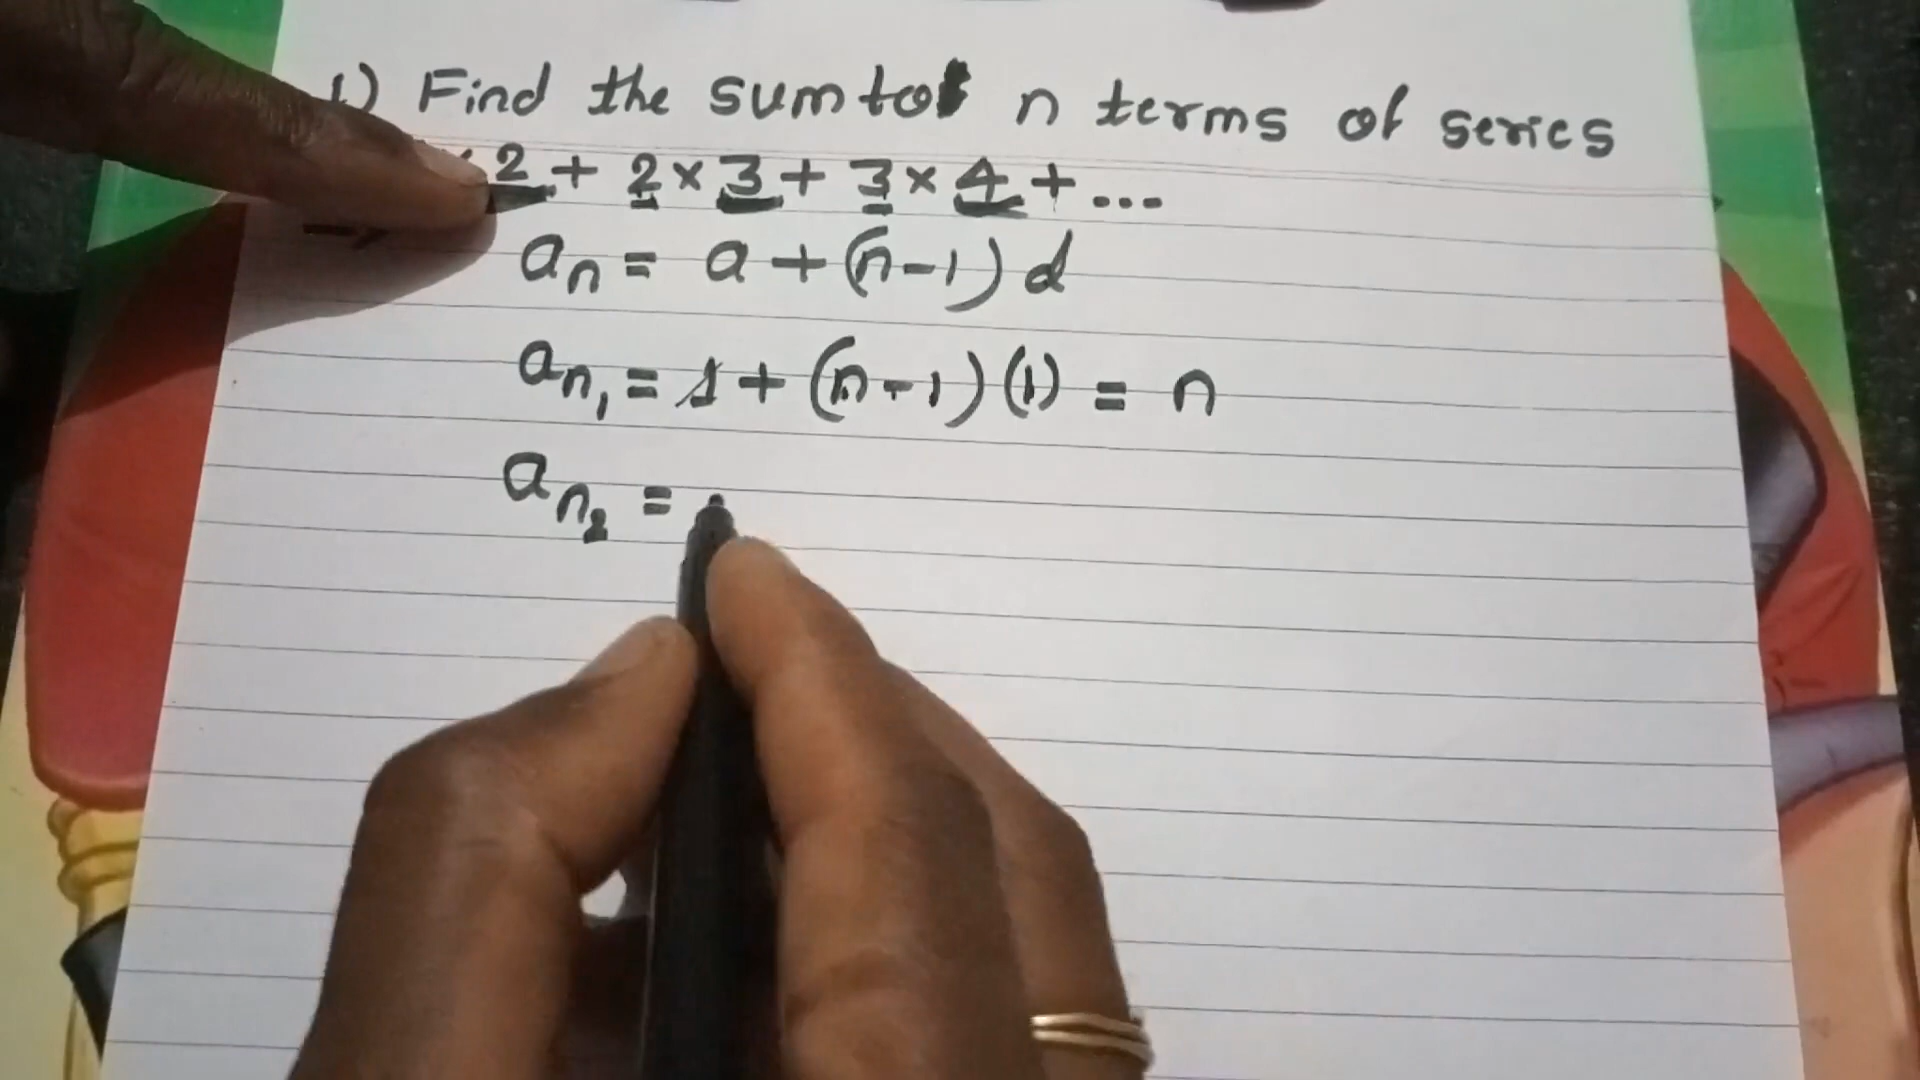 1) Find the sum to n terms of series
× 2 + 2 × 3 + 3 × 4 + ...
→
aₙ = a + (n-1) d
aₙ₁ = 1 + (n-1) (1) = n
aₙ₂ =